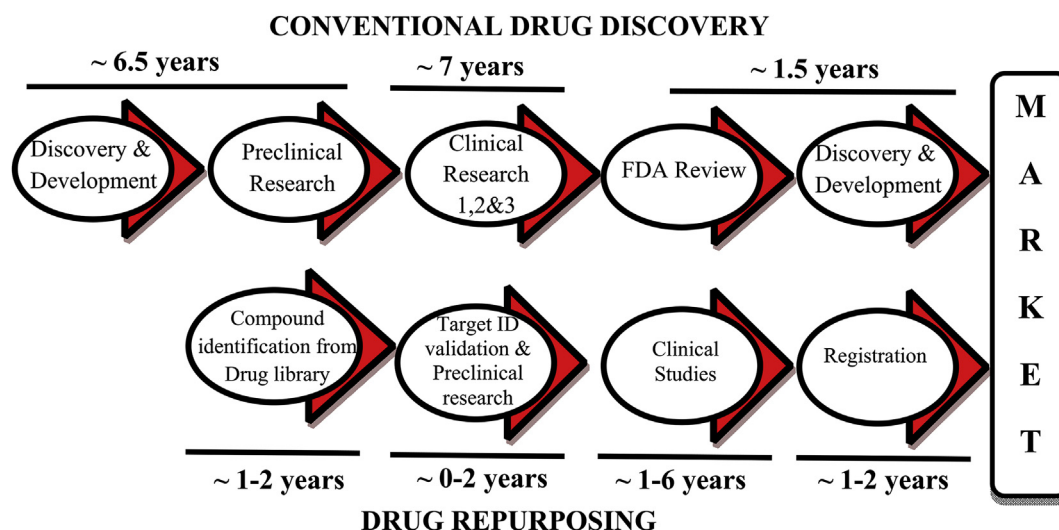 CONVENTIONAL DRUG DISCOVERY
~ 6.5 years
~ 7 years
~ 1.5 years
Discovery &
Development
Preclinical
Research
Clinical
Research
1,2&3
FDA Review
Discovery &
Development
Compound
identification from
Drug library
Target ID
validation &
Preclinical
research
Clinical
Studies
Registration
~ 1-2 years
~ 0-2 years
~ 1-6 years
~ 1-2 years
DRUG REPURPOSING
M
A
R
K
E
T